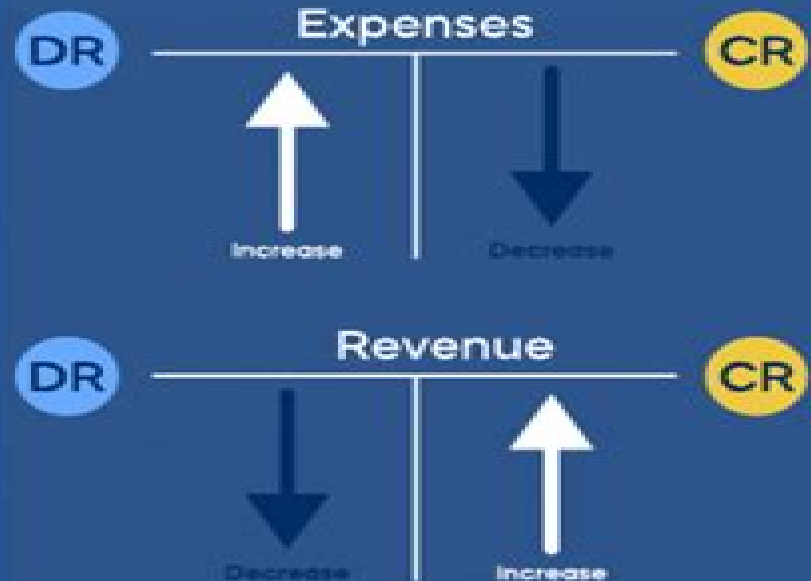 Expenses
DR CR
Increase Decrease
Revenue
DR CR
Decrease Increase